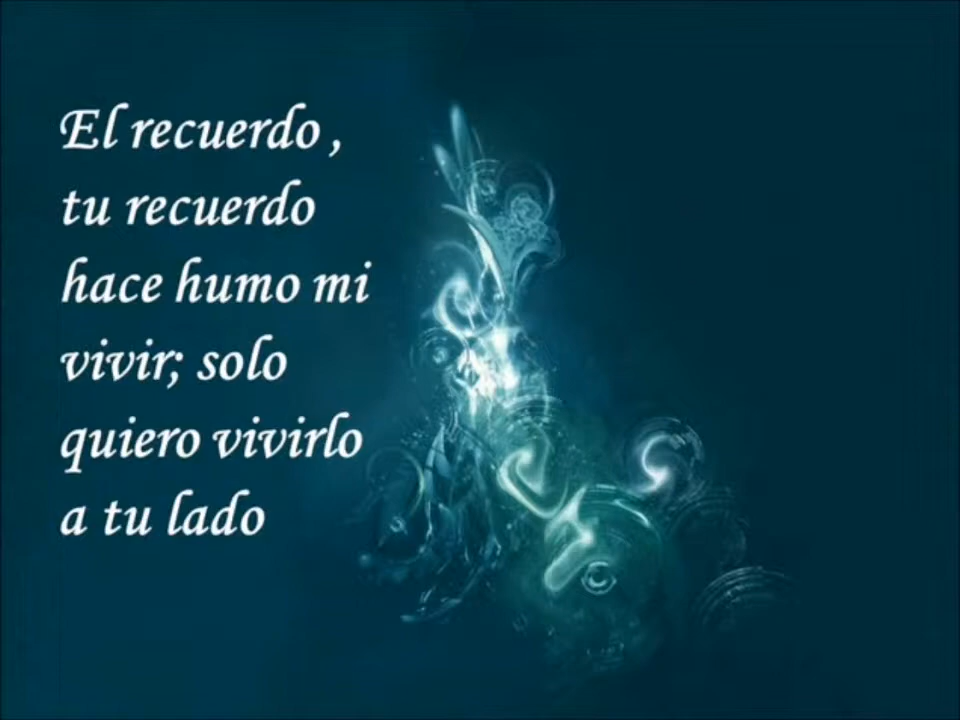 El recuerdo ,
tu recuerdo
hace humo mi
vivir; solo
quiero vivirlo
a tu lado